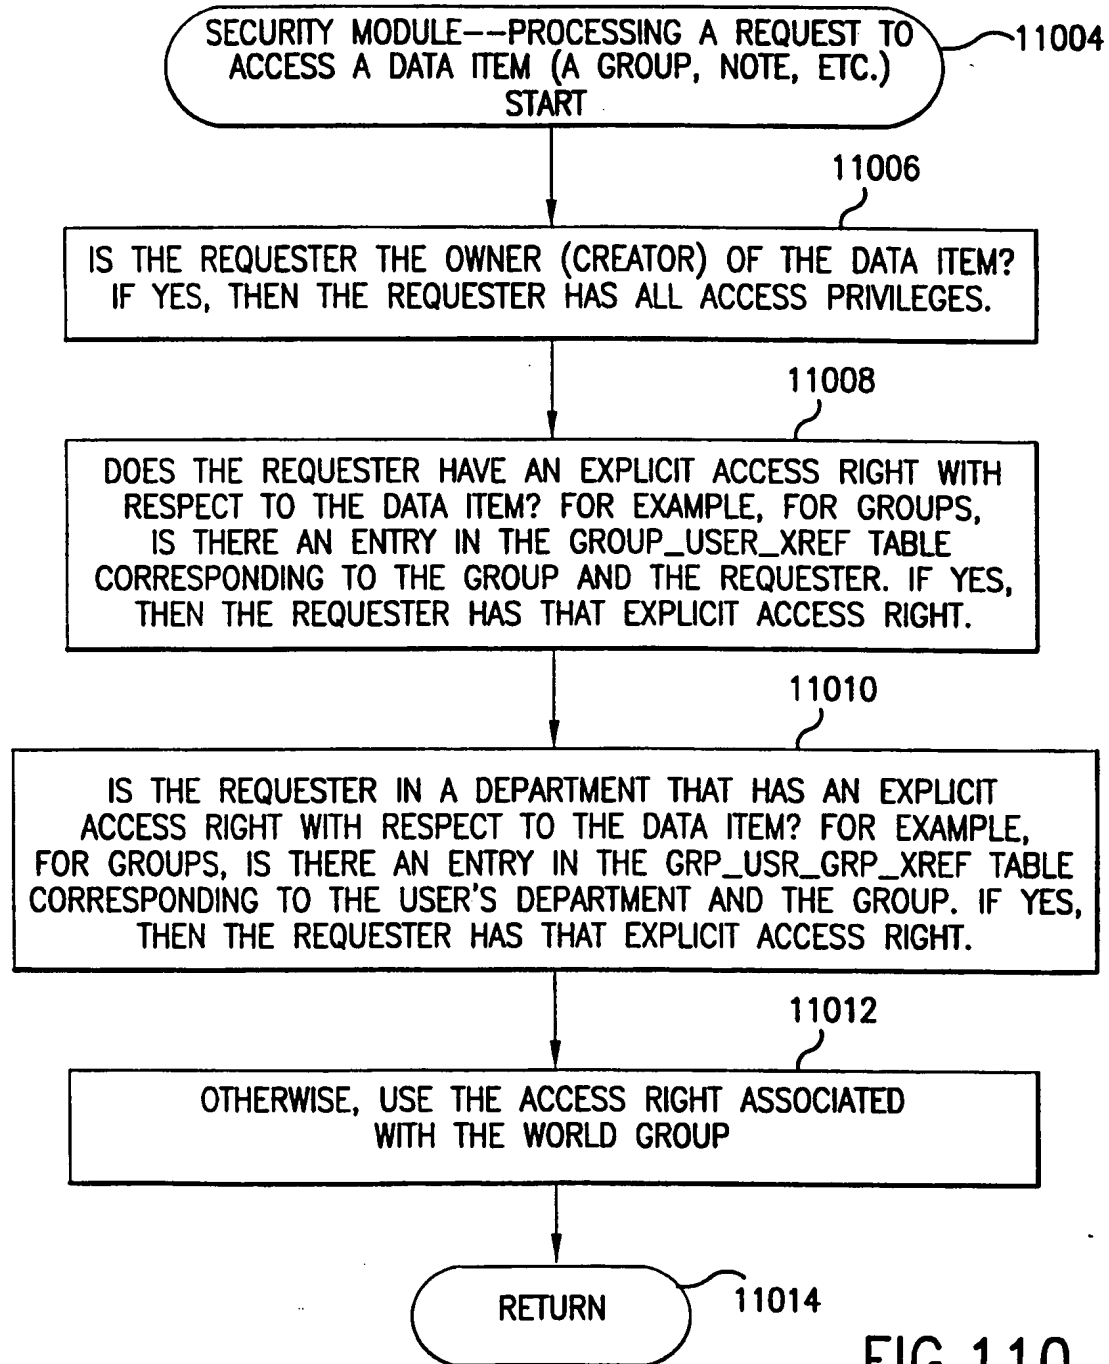 SECURITY MODULE--PROCESSING A REQUEST TO
ACCESS A DATA ITEM (A GROUP, NOTE, ETC.)
START
11004
11006
IS THE REQUESTER THE OWNER (CREATOR) OF THE DATA ITEM?
IF YES, THEN THE REQUESTER HAS ALL ACCESS PRIVILEGES.
11008
DOES THE REQUESTER HAVE AN EXPLICIT ACCESS RIGHT WITH
RESPECT TO THE DATA ITEM? FOR EXAMPLE, FOR GROUPS,
IS THERE AN ENTRY IN THE GROUP_USER_XREF TABLE
CORRESPONDING TO THE GROUP AND THE REQUESTER. IF YES,
THEN THE REQUESTER HAS THAT EXPLICIT ACCESS RIGHT.
11010
IS THE REQUESTER IN A DEPARTMENT THAT HAS AN EXPLICIT
ACCESS RIGHT WITH RESPECT TO THE DATA ITEM? FOR EXAMPLE,
FOR GROUPS, IS THERE AN ENTRY IN THE GRP_USR_GRP_XREF TABLE
CORRESPONDING TO THE USER'S DEPARTMENT AND THE GROUP. IF YES,
THEN THE REQUESTER HAS THAT EXPLICIT ACCESS RIGHT.
11012
OTHERWISE, USE THE ACCESS RIGHT ASSOCIATED
WITH THE WORLD GROUP
RETURN
11014
FIG.110